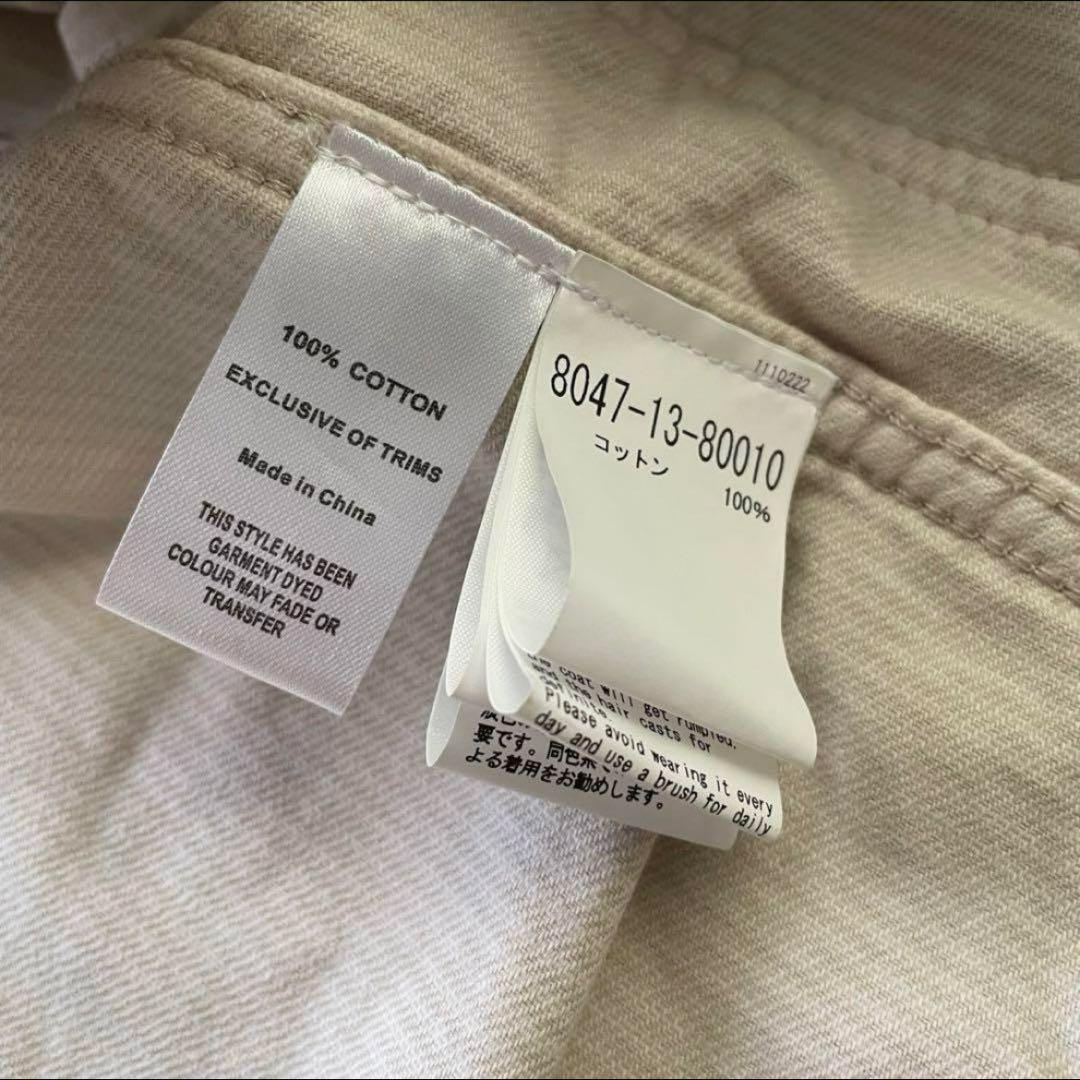 100% COTTON
EXCLUSIVE OF TRIMS
Made in China
THIS STYLE HAS BEEN
GARMENT DYED
COLOUR MAY FADE OR
TRANSFER
1110222
8047-13-80010
コットン
100%
coat will get rumpled,
and the hair casts for
Please avoid wearing it every
day and use a brush for daily
要です。同色系
よる着用をお勧めします。